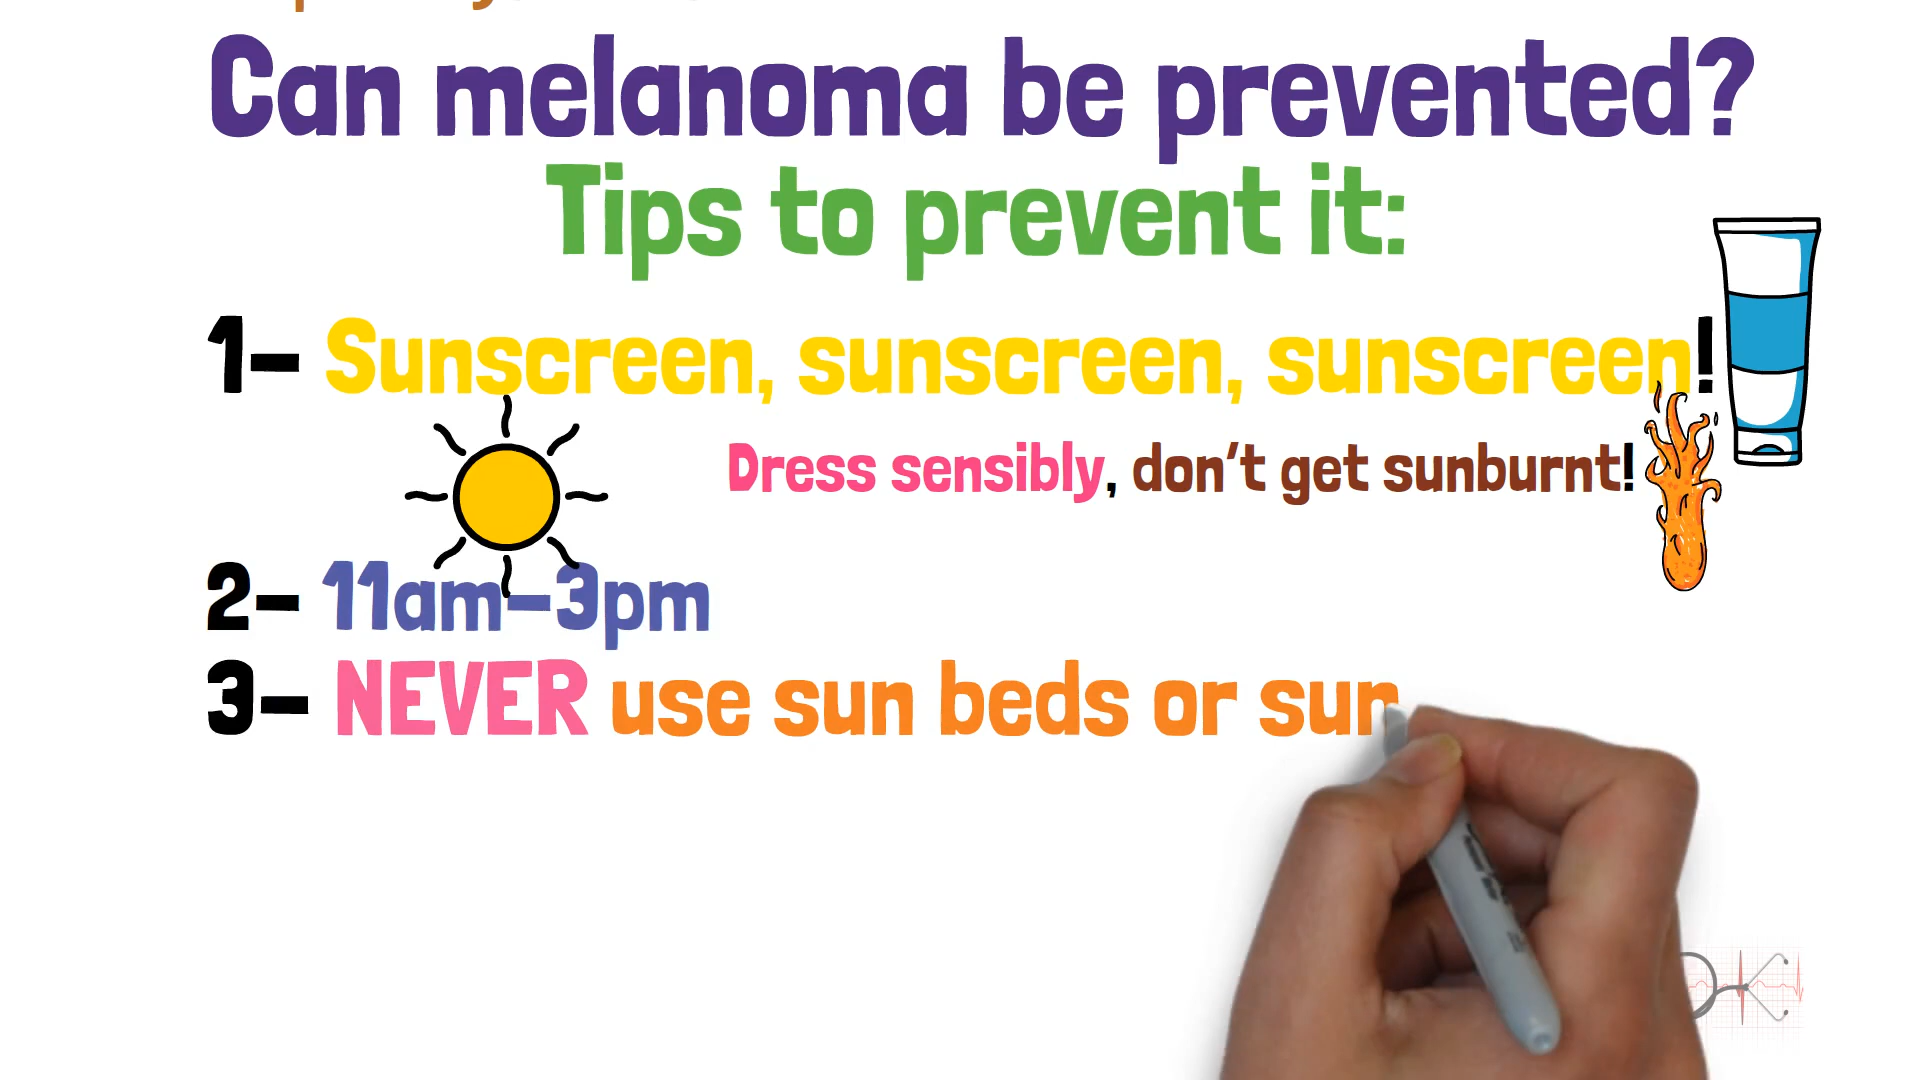 Can melanoma be prevented?
Tips to prevent it:
1- Sunscreen, sunscreen, sunscreen!
Dress sensibly, don't get sunburnt!
2- 11am-3pm
3- NEVER use sun beds or sun